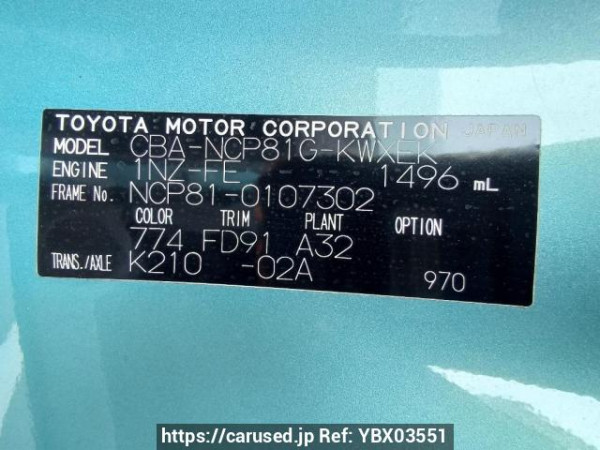 TOYOTA MOTOR CORPORATION JAPAN
MODEL CBA-NCP81G-KWXEK
ENGINE 1NZ-FE 1496 mL
FRAME No. NCP81-0107302
COLOR TRIM PLANT OPTION
774 FD91 A32
TRANS./AXLE K210 -02A
970
https://carused.jp Ref: YBX03551